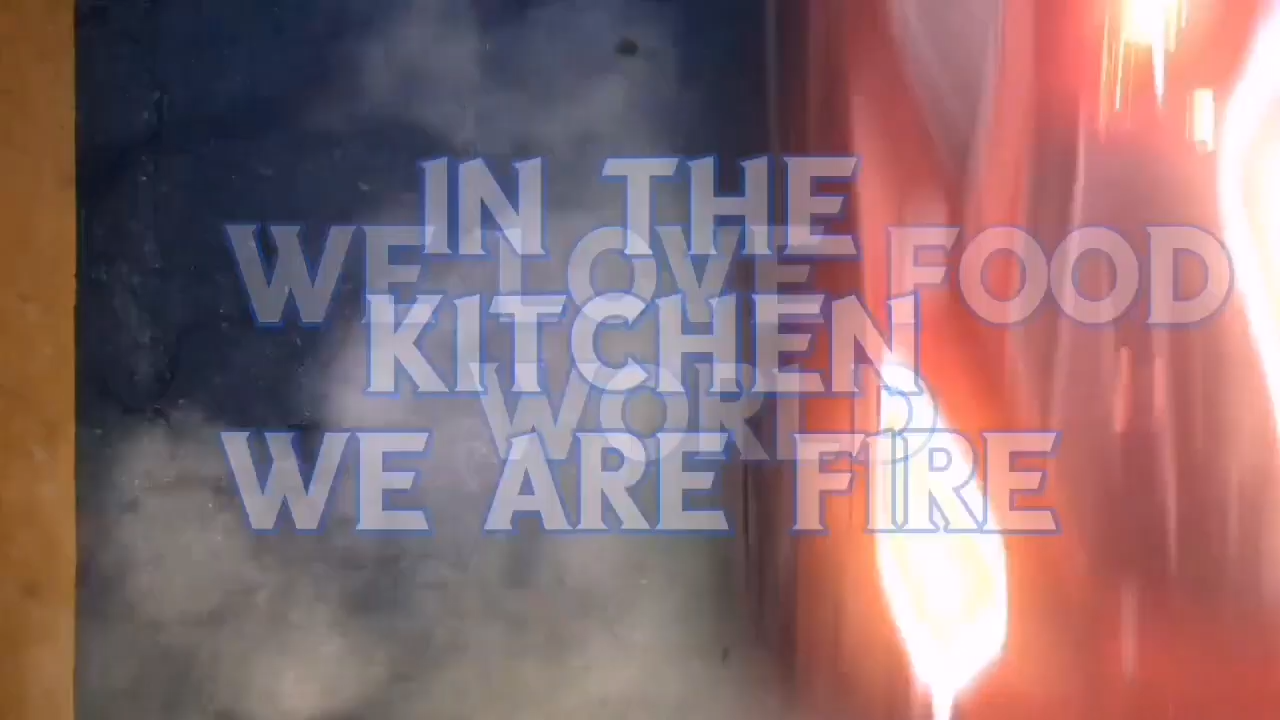 IN THE
KITCHEN
WE ARE FIRE
WE LOVE FOOD
WORLD